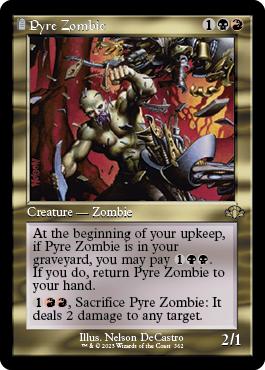 Pyre Zombie 1
Creature — Zombie
At the beginning of your upkeep,
if Pyre Zombie is in your
graveyard, you may pay 1.
If you do, return Pyre Zombie to
your hand.
1, Sacrifice Pyre Zombie: It
deals 2 damage to any target.
Illus. Nelson DeCastro
™ & © 2023 Wizards of the Coast 362
2/1